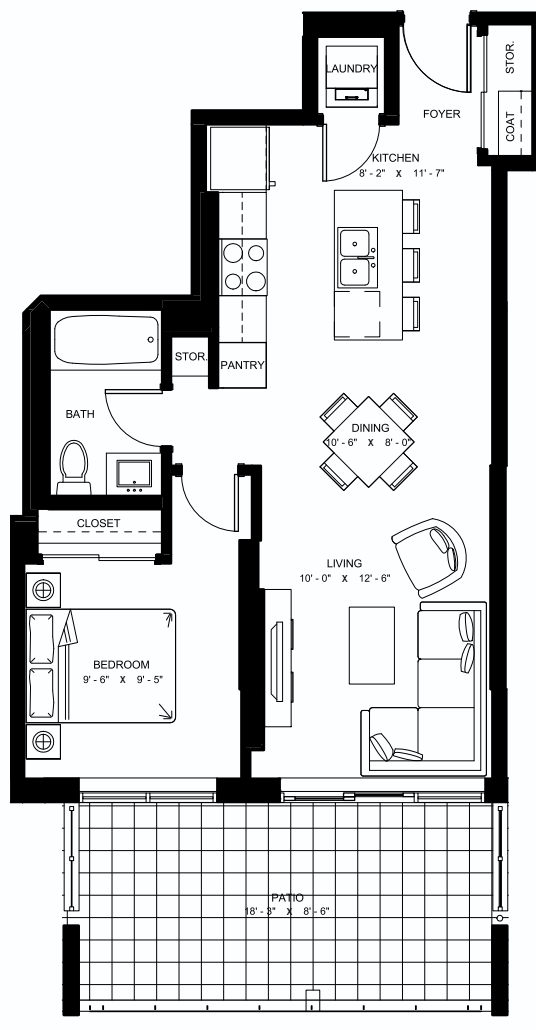 LAUNDRY
STOR.
FOYER
COAT
KITCHEN
8' - 2" X 11' - 7"
STOR.
PANTRY
BATH
DINING
10' - 6" X 8' - 0"
CLOSET
LIVING
10' - 0" X 12' - 6"
BEDROOM
9' - 6" X 9' - 5"
PATIO
18' - 3" X 8' - 6"